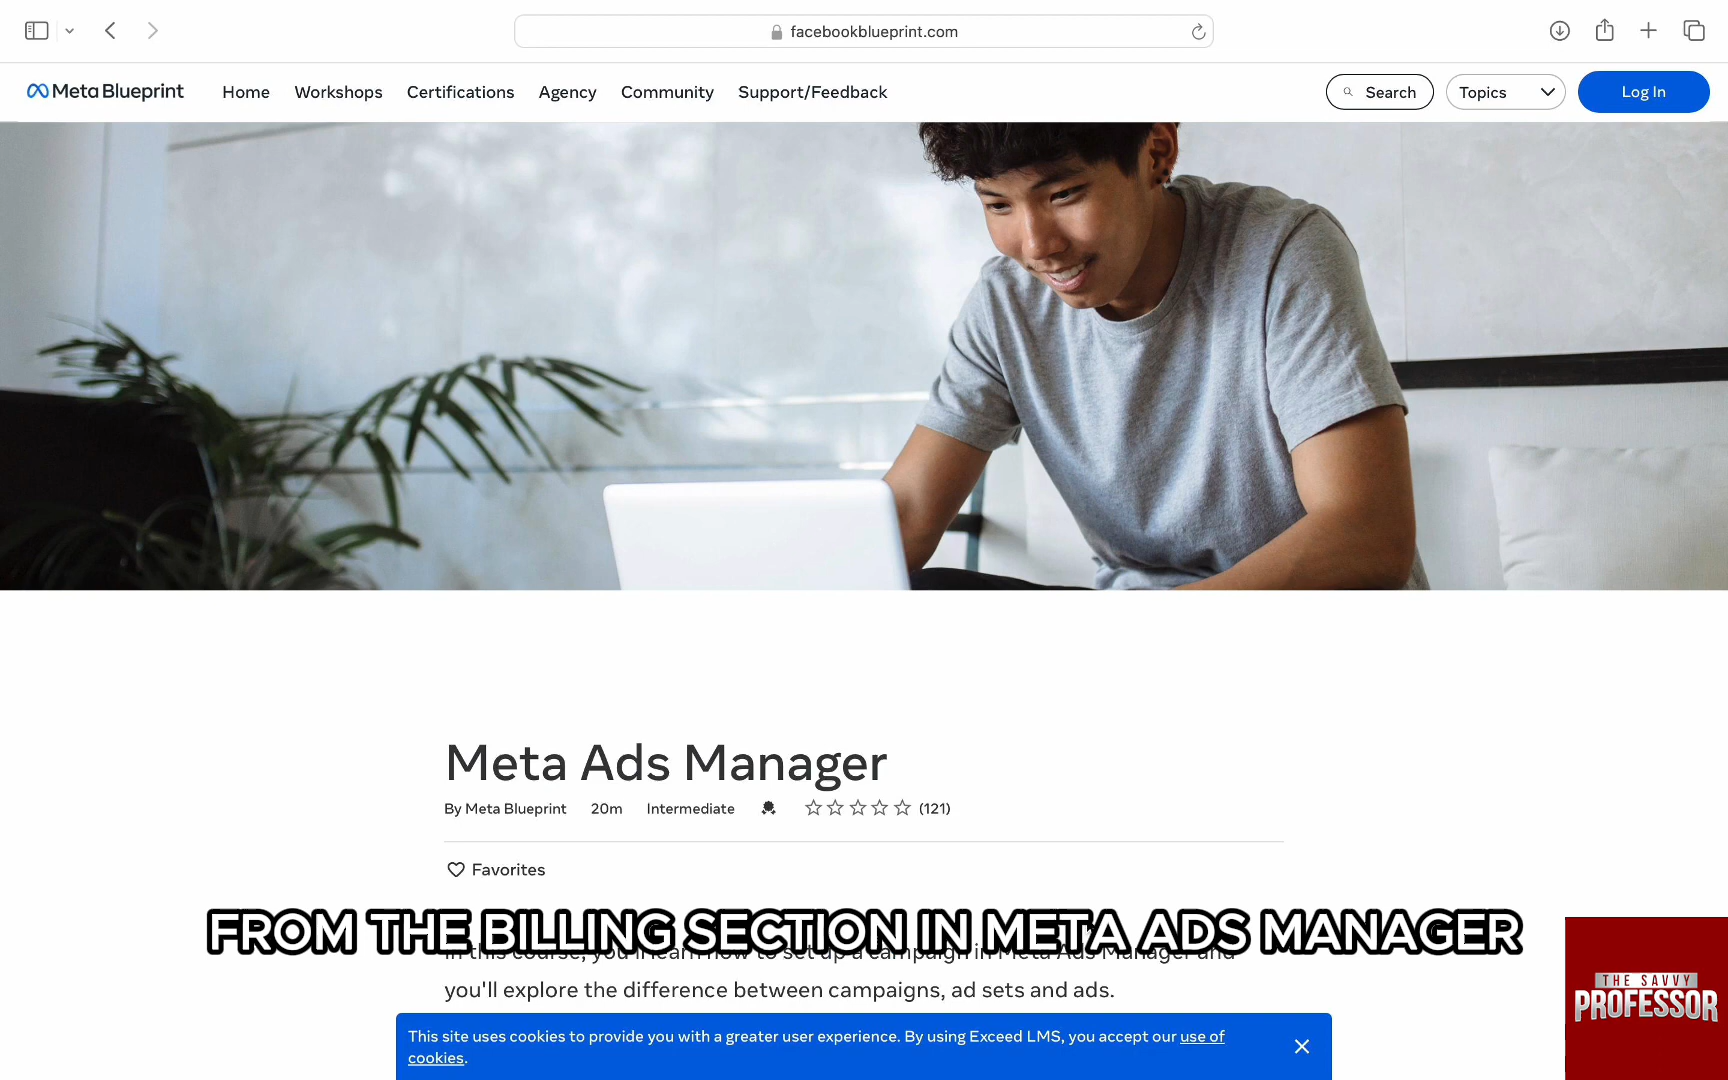 facebookblueprint.com
Meta Blueprint
Home
Workshops
Certifications
Agency
Community
Support/Feedback
Search
Topics
Log In
Meta Ads Manager
By Meta Blueprint 20m Intermediate (121)
Favorites
FROM THE BILLING SECTION IN META ADS MANAGER
In this course, you'll learn how to set up a campaign in Meta Ads Manager and
you'll explore the difference between campaigns, ad sets and ads.
This site uses cookies to provide you with a greater user experience. By using Exceed LMS, you accept our use of
cookies.
THE SAVVY
PROFESSOR